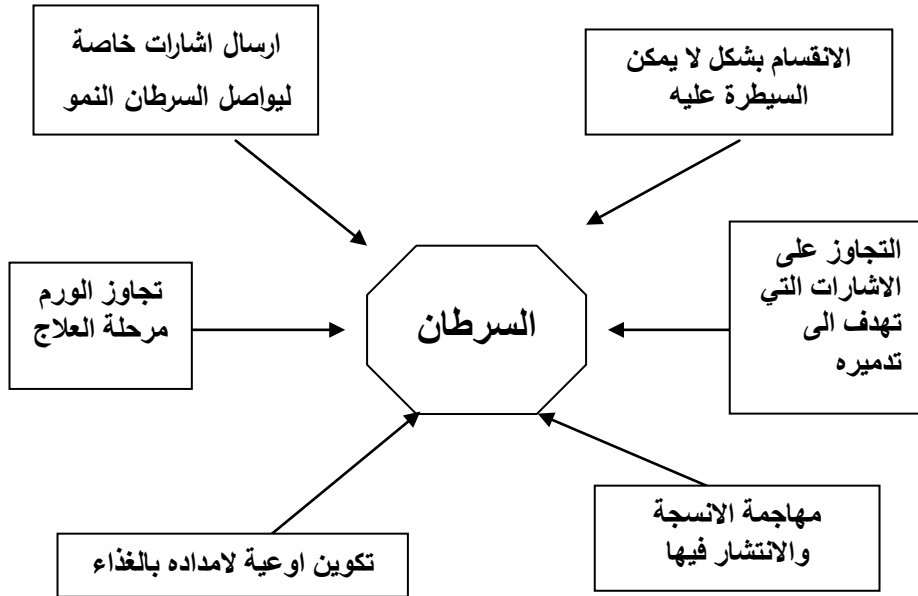 ارسال اشارات خاصة
ليواصل السرطان النمو
الانقسام بشكل لا يمكن
السيطرة عليه
التجاوز على
الاشارات التي
تهدف الى
تدميره
تجاوز الورم
مرحلة العلاج
السرطان
مهاجمة الانسجة
والانتشار فيها
تكوين اوعية لامداده بالغذاء